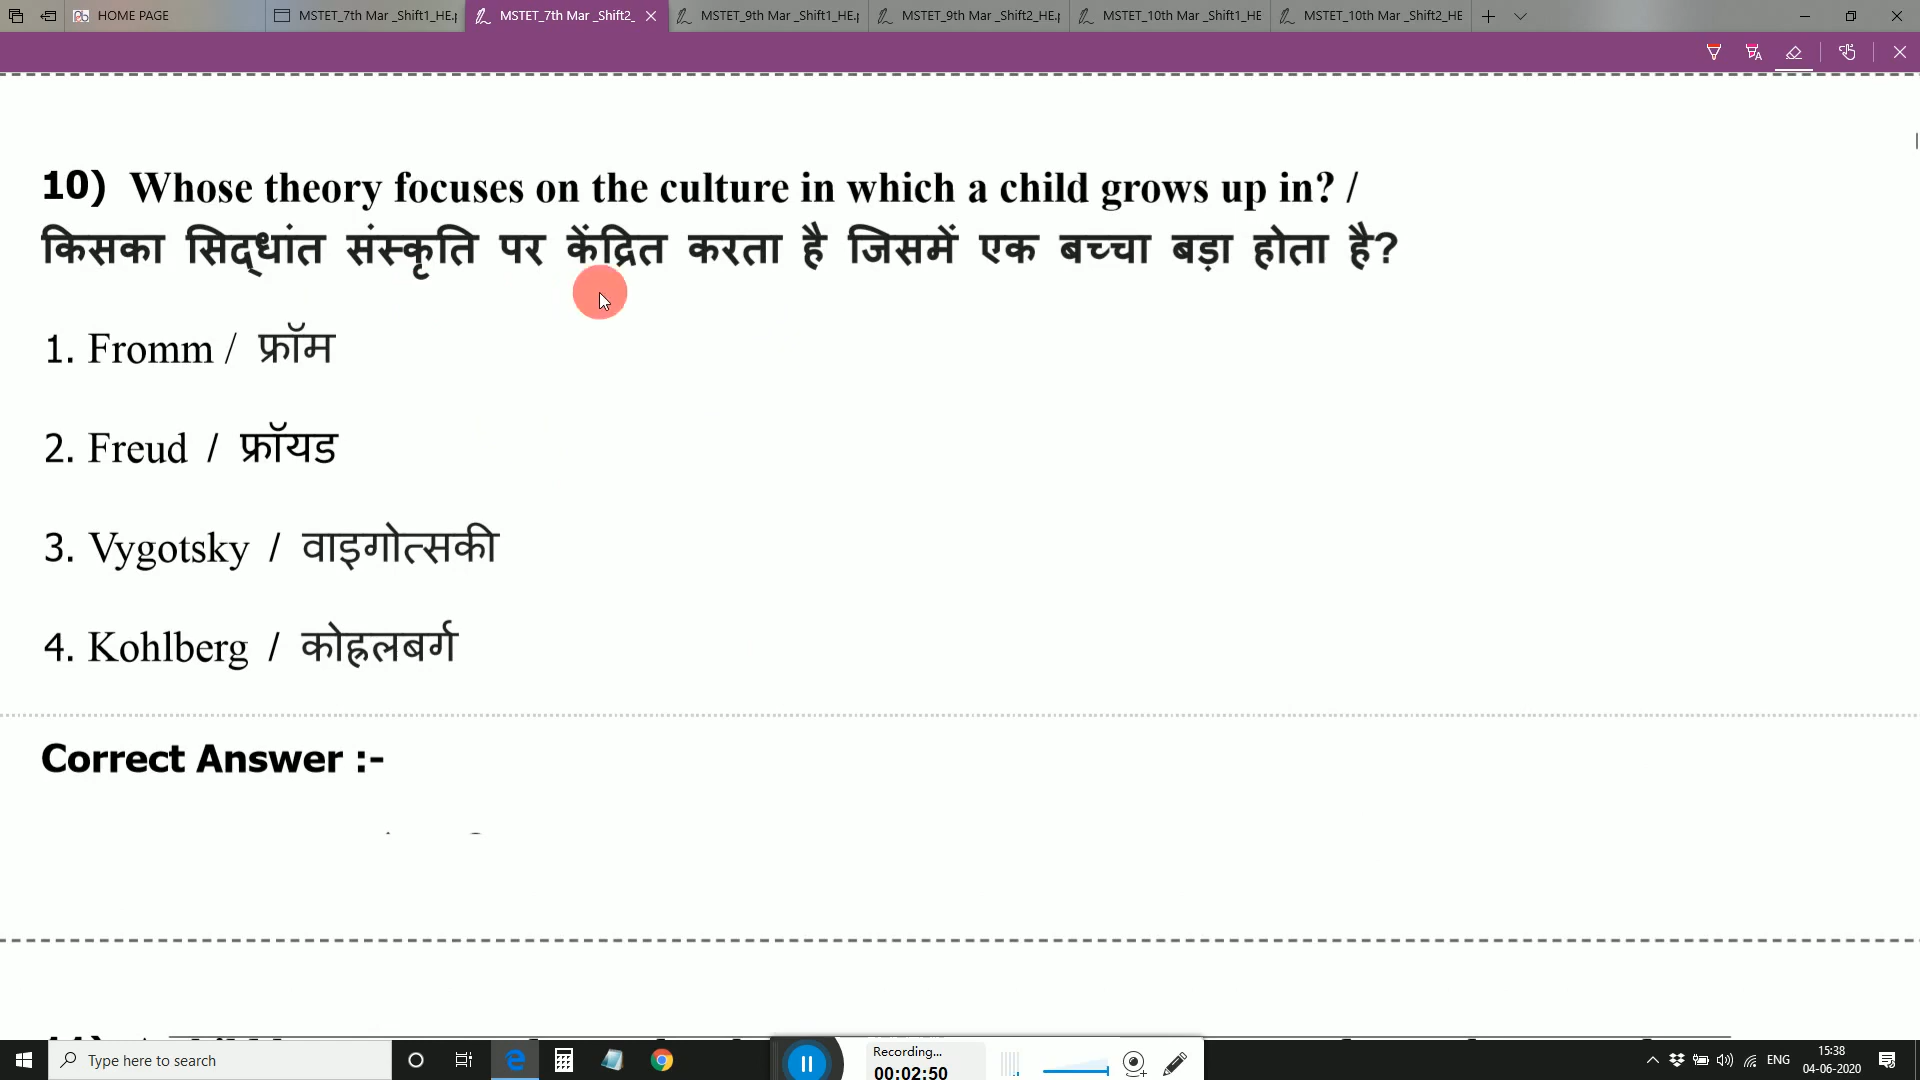 HOME PAGE
MSTET_7th Mar _Shift1_HE.p
MSTET_7th Mar _Shift2_
MSTET_9th Mar _Shift1_HE.p
MSTET_9th Mar _Shift2_HE.p
MSTET_10th Mar _Shift1_HE
MSTET_10th Mar _Shift2_HE
10) Whose theory focuses on the culture in which a child grows up in? /
किसका सिद्धांत संस्कृति पर केंद्रित करता है जिसमें एक बच्चा बड़ा होता है?
1. Fromm / फ्रॉम
2. Freud / फ्रॉयड
3. Vygotsky / वाइगोत्सकी
4. Kohlberg / कोह्रलबर्ग
Correct Answer :-
Type here to search
Recording...
00:02:50
ENG
15:38
04-06-2020